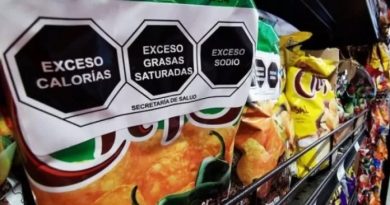 EXCESO
CALORÍAS
EXCESO
GRASAS
SATURADAS
EXCESO
SODIO
SECRETARÍA DE SALUD